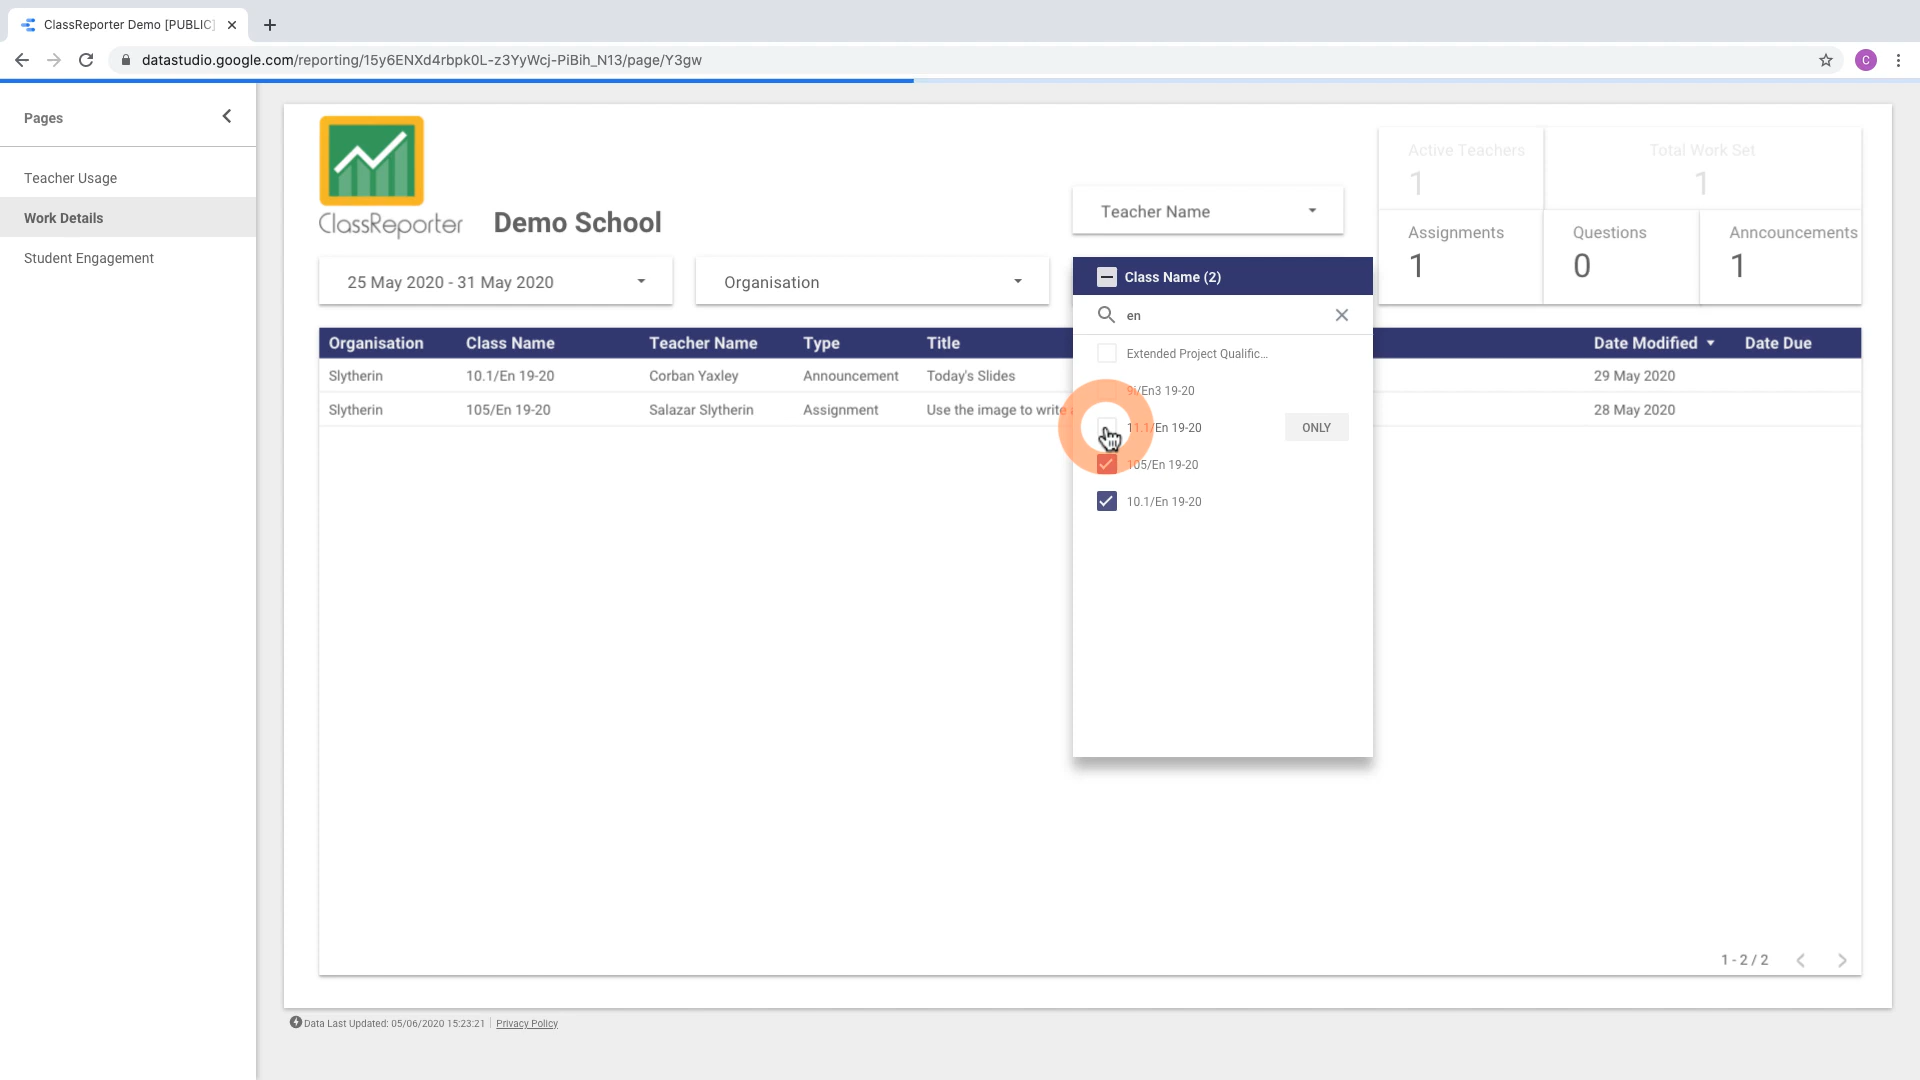 ClassReporter Demo [PUBLIC]
datastudio.google.com/reporting/15y6ENXd4rbpk0L-z3YyWcj-PiBih_N13/page/Y3gw
C
Pages
Teacher Usage
Work Details
Student Engagement
ClassReporter
Demo School
Teacher Name
Active Teachers
1
Total Work Set
1
Assignments
1
Questions
0
Anncouncements
1
25 May 2020 - 31 May 2020
Organisation
Class Name (2)
en
Extended Project Qualific...
9i/En3 19-20
11.1/En 19-20
ONLY
105/En 19-20
10.1/En 19-20
Organisation Class Name Teacher Name Type Title Date Modified Date Due
Slytherin 10.1/En 19-20 Corban Yaxley Announcement Today's Slides 29 May 2020
Slytherin 105/En 19-20 Salazar Slytherin Assignment Use the image to write 28 May 2020
1 - 2 / 2
Data Last Updated: 05/06/2020 15:23:21
Privacy Policy